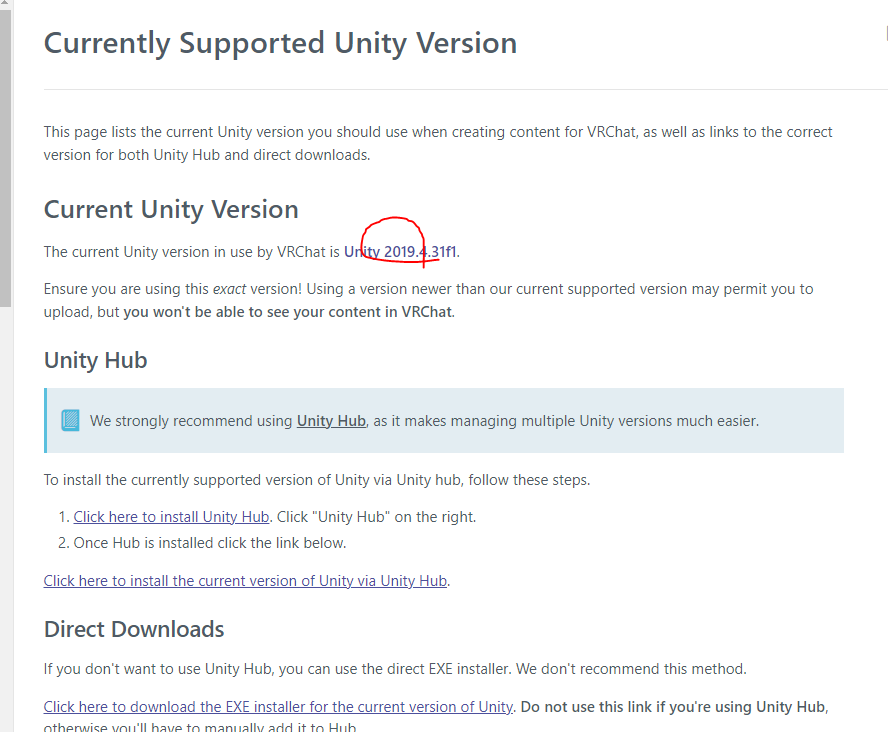 Currently Supported Unity Version
This page lists the current Unity version you should use when creating content for VRChat, as well as links to the correct
version for both Unity Hub and direct downloads.
Current Unity Version
The current Unity version in use by VRChat is Unity 2019.4.31f1.
Ensure you are using this exact version! Using a version newer than our current supported version may permit you to
upload, but you won't be able to see your content in VRChat.
Unity Hub
We strongly recommend using Unity Hub, as it makes managing multiple Unity versions much easier.
To install the currently supported version of Unity via Unity hub, follow these steps.
1. Click here to install Unity Hub. Click "Unity Hub" on the right.
2. Once Hub is installed click the link below.
Click here to install the current version of Unity via Unity Hub.
Direct Downloads
If you don't want to use Unity Hub, you can use the direct EXE installer. We don't recommend this method.
Click here to download the EXE installer for the current version of Unity. Do not use this link if you're using Unity Hub,
otherwise you'll have to manually add it to Hub.